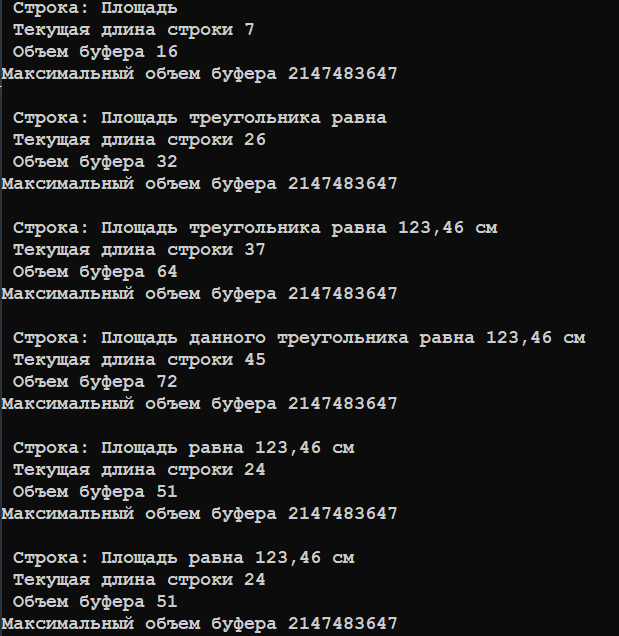 Строка: Площадь
Текущая длина строки 7
Объем буфера 16
Максимальный объем буфера 2147483647

Строка: Площадь треугольника равна
Текущая длина строки 26
Объем буфера 32
Максимальный объем буфера 2147483647

Строка: Площадь треугольника равна 123,46 см
Текущая длина строки 37
Объем буфера 64
Максимальный объем буфера 2147483647

Строка: Площадь данного треугольника равна 123,46 см
Текущая длина строки 45
Объем буфера 72
Максимальный объем буфера 2147483647

Строка: Площадь равна 123,46 см
Текущая длина строки 24
Объем буфера 51
Максимальный объем буфера 2147483647

Строка: Площадь равна 123,46 см
Текущая длина строки 24
Объем буфера 51
Максимальный объем буфера 2147483647